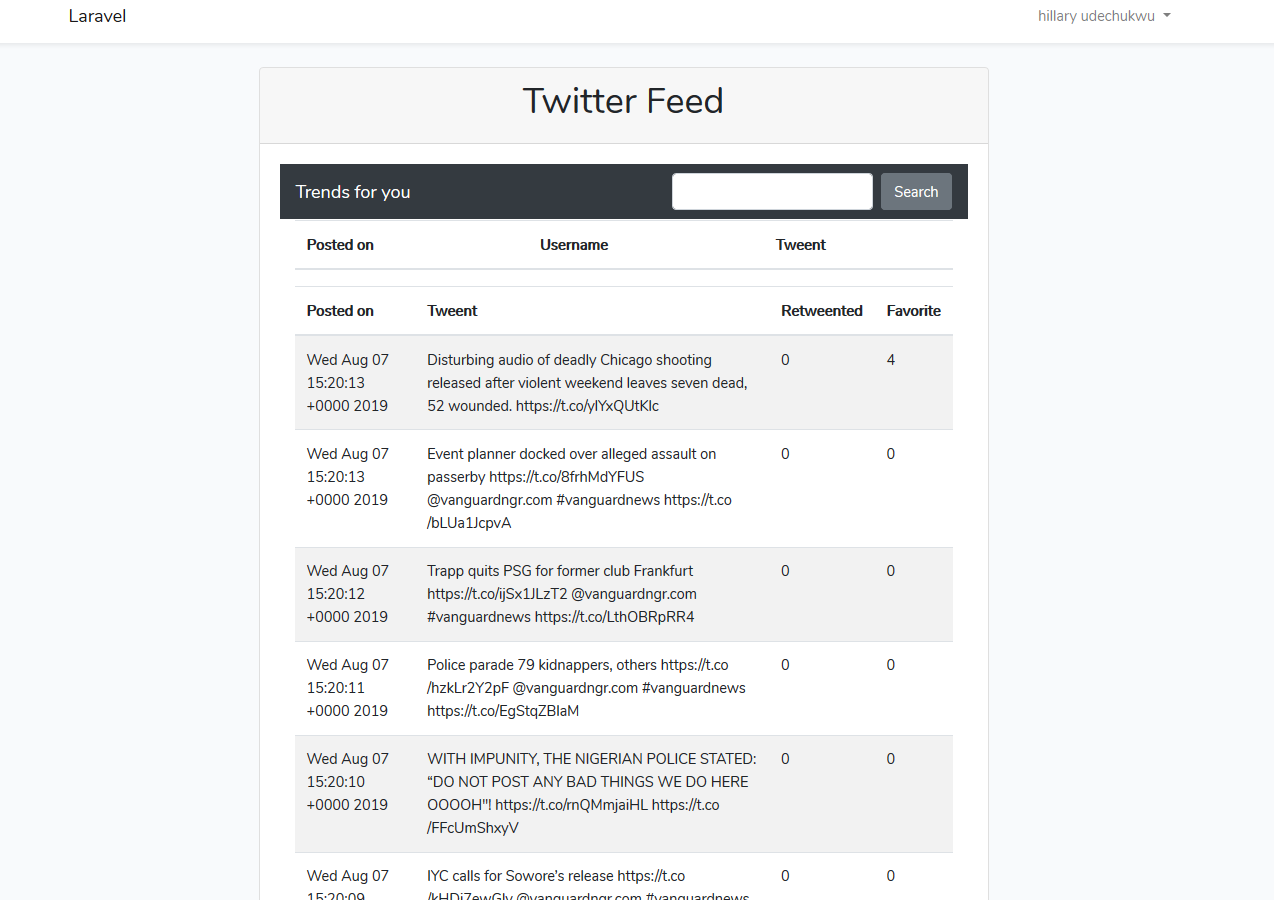 Laravel hillary udechukwu
Twitter Feed
Trends for you Search
Posted on Username Tweent
Posted on Tweent Retweented Favorite
Wed Aug 07 Disturbing audio of deadly Chicago shooting 0 4
15:20:13 released after violent weekend leaves seven dead,
+0000 2019 52 wounded. https://t.co/ylYxQUtKlc
Wed Aug 07 Event planner docked over alleged assault on 0 0
15:20:13 passerby https://t.co/8frhMdYFUS
+0000 2019 @vanguardngr.com #vanguardnews https://t.co
/bLUa1JcpvA
Wed Aug 07 Trapp quits PSG for former club Frankfurt 0 0
15:20:12 https://t.co/ijSx1JLzT2 @vanguardngr.com
+0000 2019 #vanguardnews https://t.co/LthOBRpRR4
Wed Aug 07 Police parade 79 kidnappers, others https://t.co 0 0
15:20:11 /hzkLr2Y2pF @vanguardngr.com #vanguardnews
+0000 2019 https://t.co/EgStqZBIaM
Wed Aug 07 WITH IMPUNITY, THE NIGERIAN POLICE STATED: 0 0
15:20:10 “DO NOT POST ANY BAD THINGS WE DO HERE
+0000 2019 OOOOH"! https://t.co/rnQMmjaiHL https://t.co
/FFcUmShxyV
Wed Aug 07 IYC calls for Sowore's release https://t.co 0 0
15:20:09 @vanguardngr.com #vanguardnews